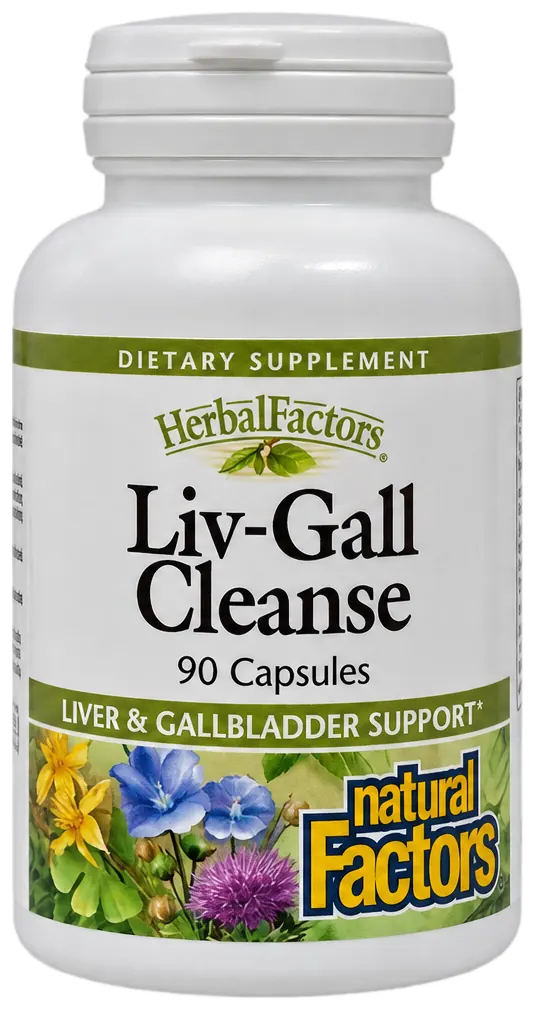 DIETARY SUPPLEMENT
HerbalFactors®
Liv-Gall
Cleanse
90 Capsules
LIVER & GALLBLADDER SUPPORT*
natural
Factors